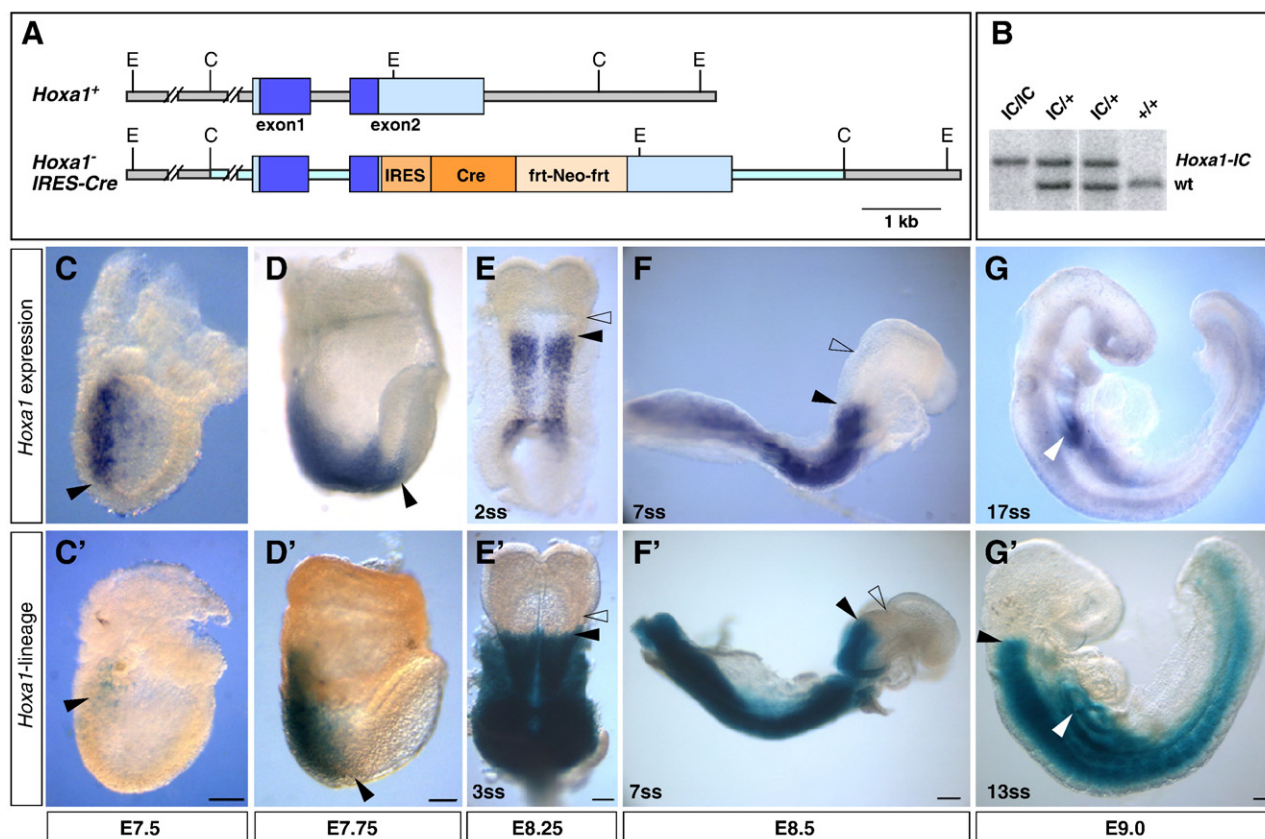 A
E C E C E
Hoxa1⁺
exon1 exon2
E C E C E
Hoxa1⁻
IRES-Cre
IRES Cre frt-Neo-frt
1 kb
B
IC/IC IC/+ IC/+ +/+
Hoxa1-IC
wt
Hoxa1 expression
C D E F G
2ss 7ss 17ss
Hoxa1-lineage
C' D' E' F' G'
3ss 7ss 13ss
E7.5 E7.75 E8.25 E8.5 E9.0